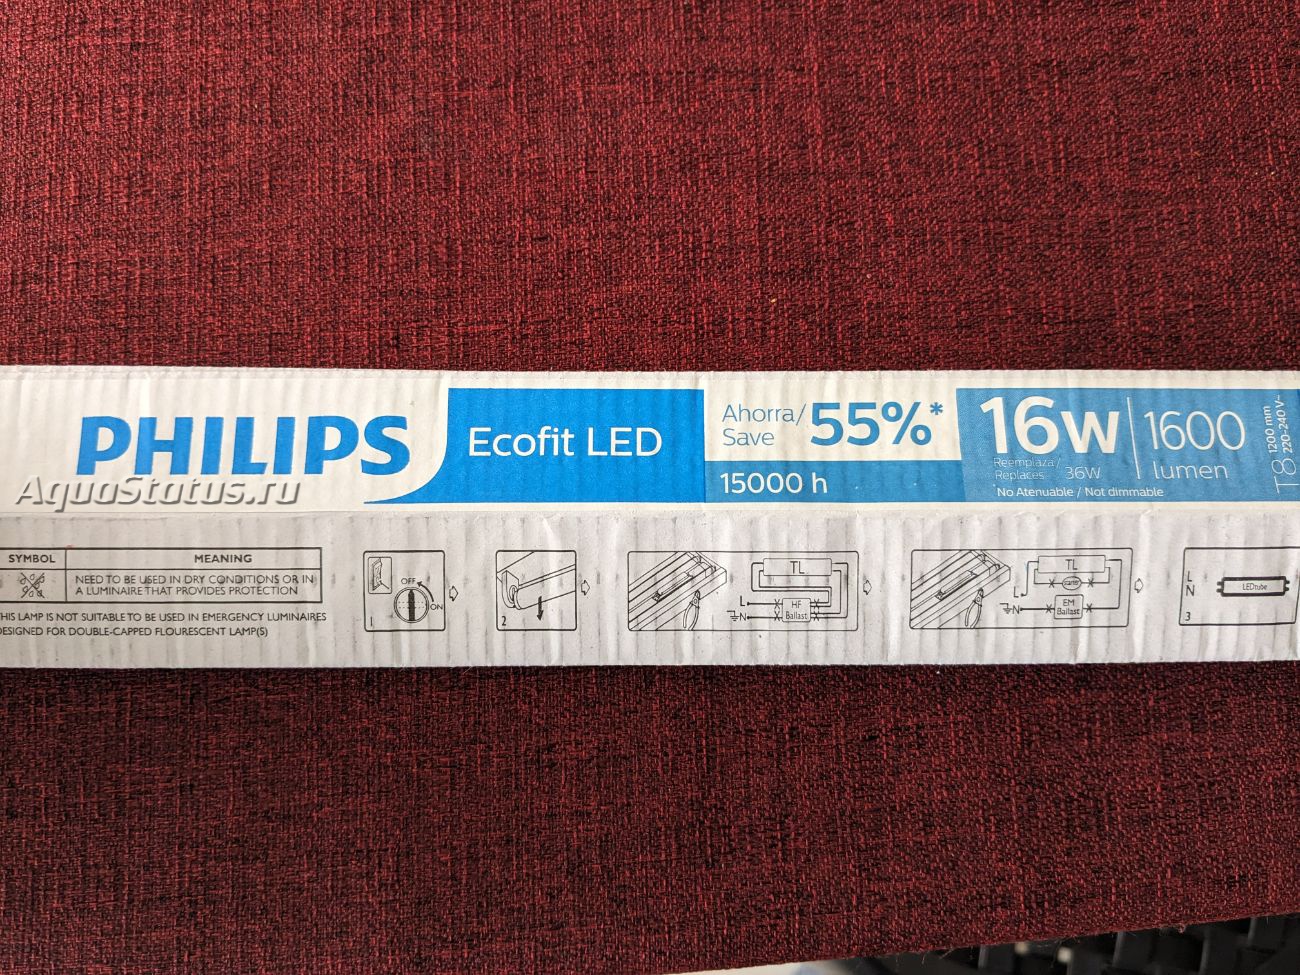 PHILIPS
Ecofit LED
Ahorra/
Save
55%*
15000 h
16W
Reemplaza/
Replaces 36W
1600
lumen
No Atenuable / Not dimmable
T8
1200 mm
220-240 V~
AquaStatus.ru
SYMBOL MEANING
NEED TO BE USED IN DRY CONDITIONS OR IN
A LUMINAIRE THAT PROVIDES PROTECTION
THIS LAMP IS NOT SUITABLE TO BE USED IN EMERGENCY LUMINAIRES
DESIGNED FOR DOUBLE-CAPPED FLOURESCENT LAMP(S)
OFF
ON
1
2
TL
L
N
HF
Ballast
TL
L
N
EM
Ballast
L
N
LEDtube
3